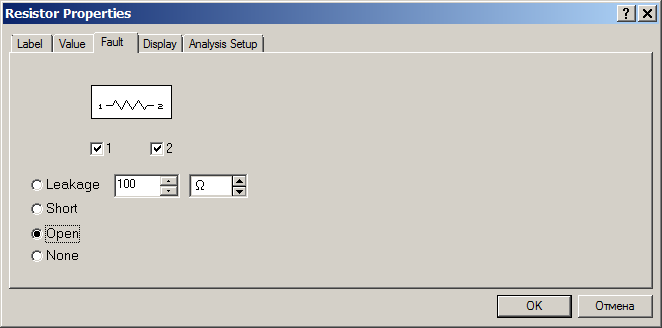 Resistor Properties
Label Value Fault Display Analysis Setup
1 2
1 2
Leakage 100 Ω
Short
Open
None
OK Отмена